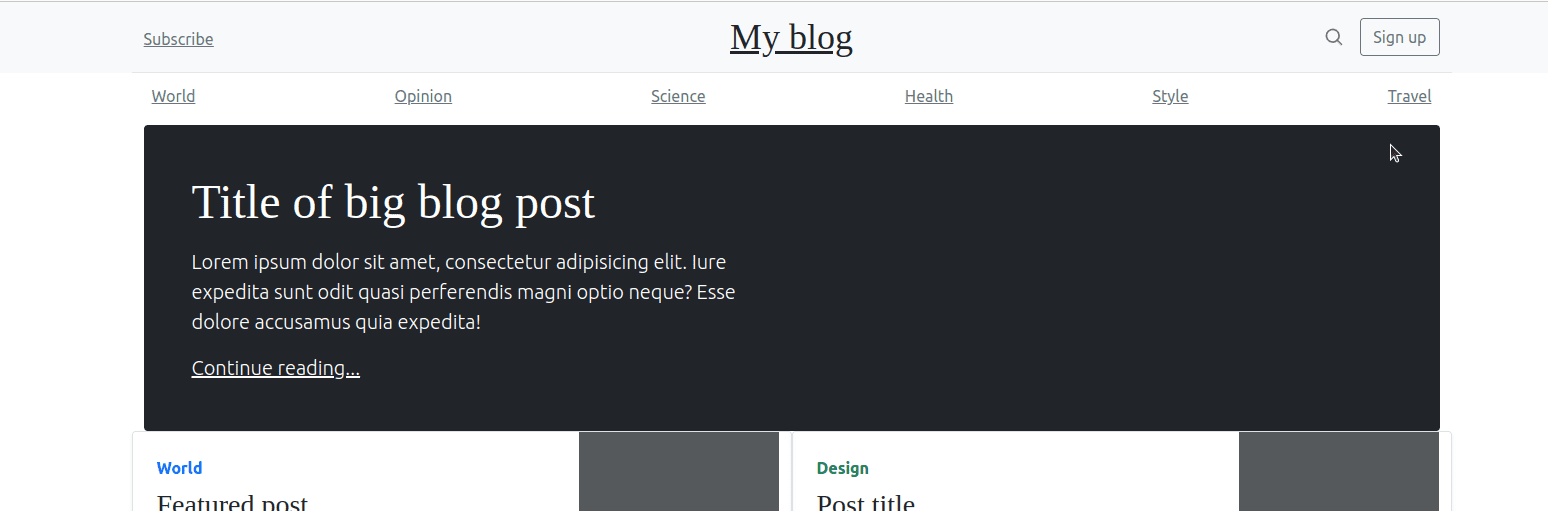 Subscribe My blog Sign up
World Opinion Science Health Style Travel
Title of big blog post
Lorem ipsum dolor sit amet, consectetur adipisicing elit. Iure
expedita sunt odit quasi perferendis magni optio neque? Esse
dolore accusamus quia expedita!
Continue reading...
World
Featured post
Design
Post title